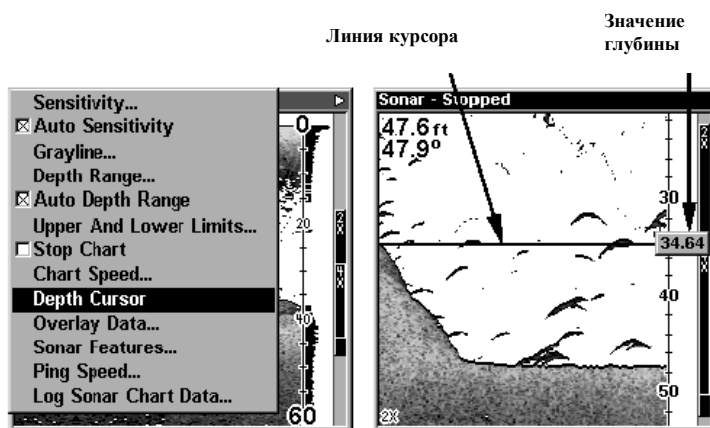 Линия курсора
Значение
глубины
Sensitivity...
Auto Sensitivity
Grayline...
Depth Range...
Auto Depth Range
Upper And Lower Limits...
Stop Chart
Chart Speed...
Depth Cursor
Overlay Data...
Sonar Features...
Ping Speed...
Log Sonar Chart Data...
0
20
40
60
2X
4X
Sonar - Stopped
47.6 ft
47.9°
30
34.64
40
50
2X
2X